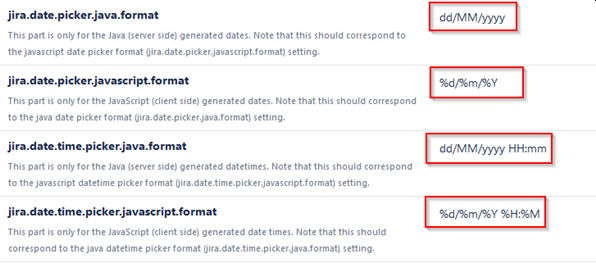 jira.date.picker.java.format
dd/MM/yyyy
This part is only for the Java (server side) generated dates. Note that this should correspond to
the javascript date picker format (jira.date.picker.javascript.format) setting.
jira.date.picker.javascript.format
%d/%m/%Y
This part is only for the JavaScript (client side) generated dates. Note that this should correspond
to the java date picker format (jira.date.picker.java.format) setting.
jira.date.time.picker.java.format
dd/MM/yyyy HH:mm
This part is only for the Java (server side) generated datetimes. Note that this should correspond
to the javascript datetime picker format (jira.date.time.picker.javascript.format) setting.
jira.date.time.picker.javascript.format
%d/%m/%Y %H:%M
This part is only for the JavaScript (client side) generated date times. Note that this should
correspond to the java datetime picker format (jira.date.time.picker.java.format) setting.